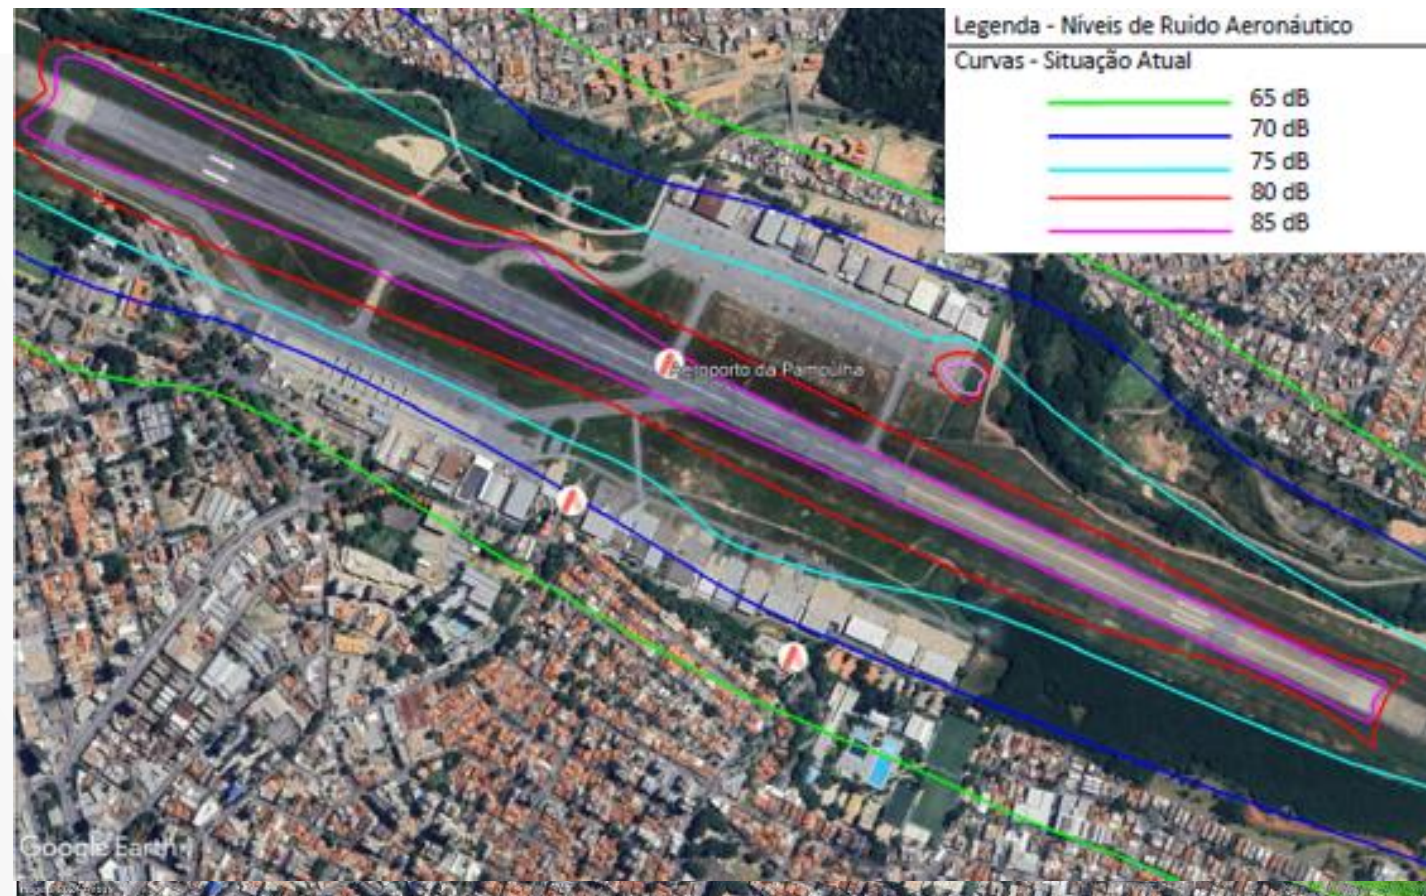 Legenda - Níveis de Ruído Aeronáutico
Curvas - Situação Atual
65 dB
70 dB
75 dB
80 dB
85 dB
Aeroporto da Pampulha
Google Earth